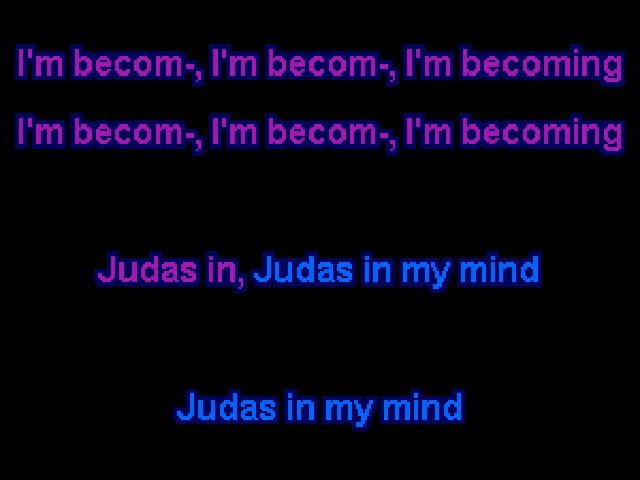 I'm becom-, I'm becom-, I'm becoming
I'm becom-, I'm becom-, I'm becoming
Judas in, Judas in my mind
Judas in my mind